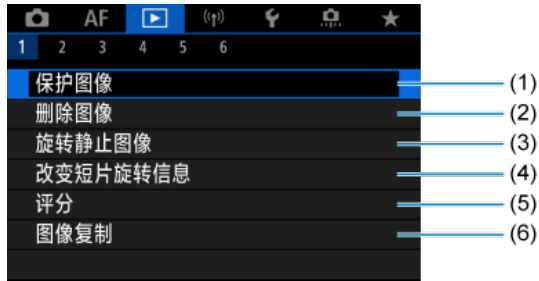 AF
1 2 3 4 5 6
保护图像 (1)
删除图像 (2)
旋转静止图像 (3)
改变短片旋转信息 (4)
评分 (5)
图像复制 (6)